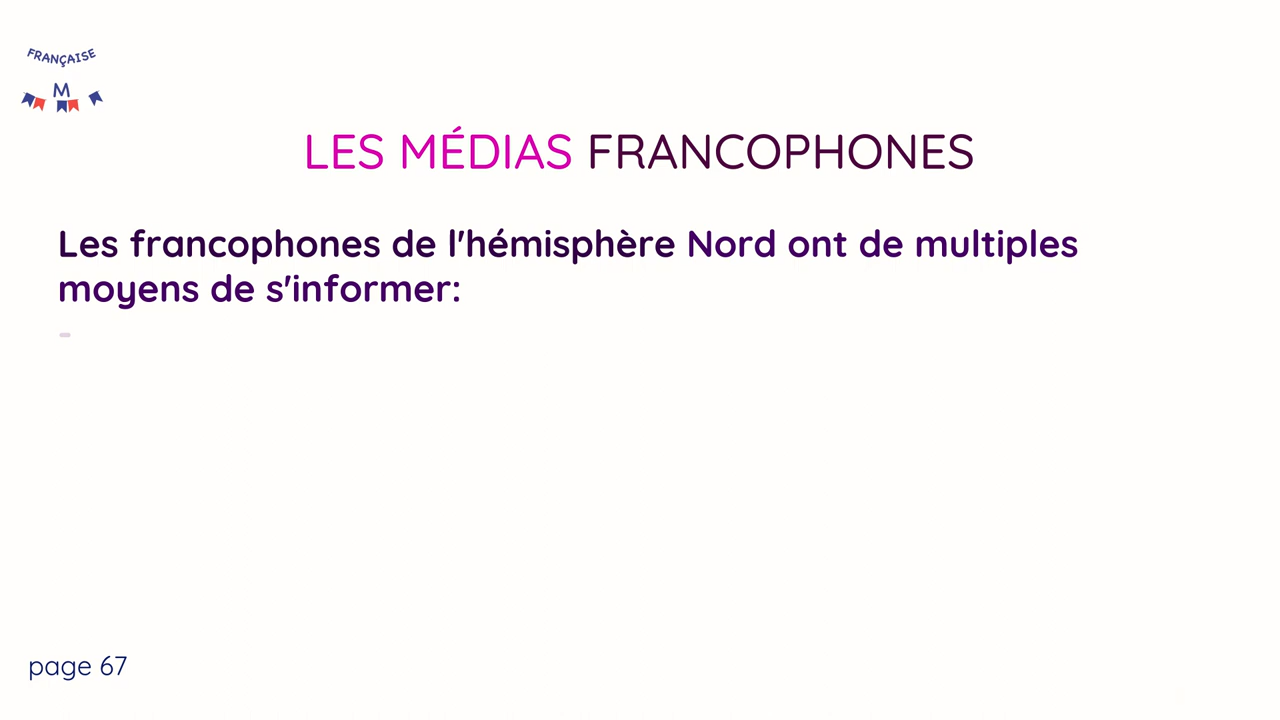 FRANÇAISE
M
LES MÉDIAS FRANCOPHONES
Les francophones de l'hémisphère Nord ont de multiples
moyens de s'informer:
-
page 67